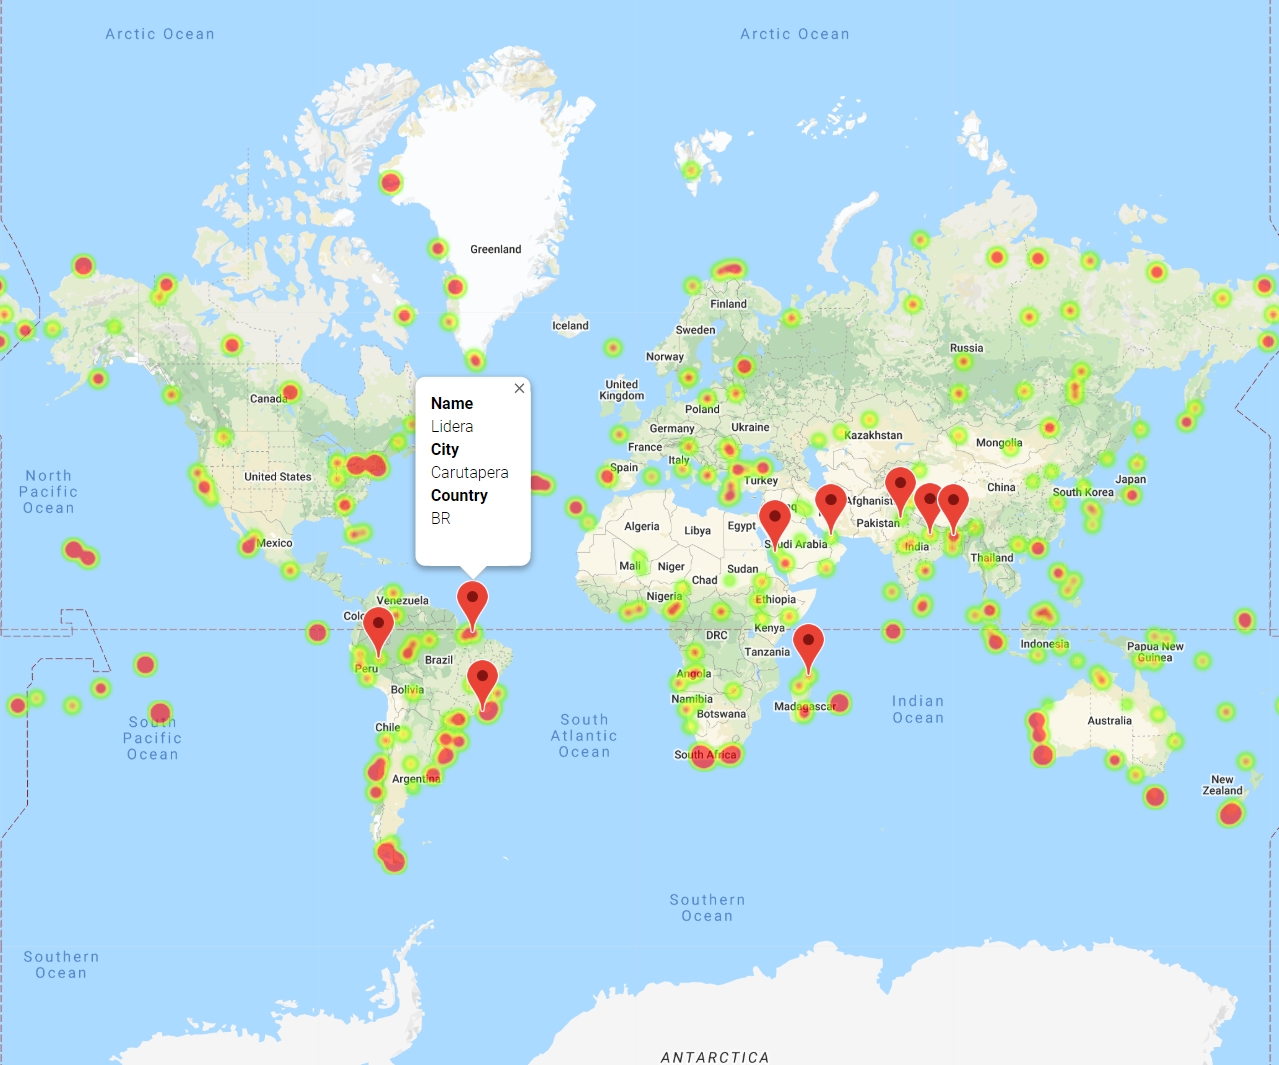 Arctic Ocean
Arctic Ocean
Greenland
Iceland
Finland
Sweden
Norway
Russia
United
Kingdom
Canada
Poland
Germany
Ukraine
France
Kazakhstan
Mongolia
Italy
Spain
Turkey
United States
North
Pacific
Ocean
China
Japan
South Korea
Afghanist
Pakistan
Algeria
Libya
Egypt
Saudi Arabia
India
Thailand
Mexico
Mali
Niger
Chad
Sudan
Nigeria
Ethiopia
Name
Lidera
City
Carutapera
Country
BR
Venezuela
Colo
Kenya
DRC
Tanzania
Indonesia
Papua New
Guinea
Brazil
Peru
Bolivia
Angola
Namibia
Botswana
Madagascar
Indian
Ocean
Australia
Chile
South
Pacific
Ocean
South
Atlantic
Ocean
South Africa
Argentina
New
Zealand
Southern
Ocean
Southern
Ocean
ANTARCTICA